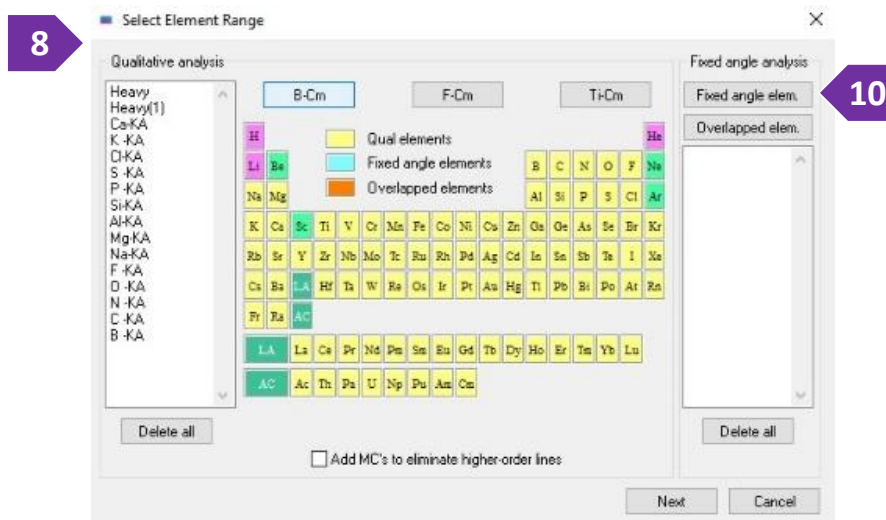 8
Select Element Range
Qualitative analysis
Heavy
Heavy(1)
Ca-KA
K -KA
Cl-KA
S -KA
P -KA
Si-KA
Al-KA
Mg-KA
Na-KA
F -KA
O -KA
N -KA
C -KA
B -KA
Delete all
B-Cm F-Cm Ti-Cm
Qual elements
Fixed angle elements
Overlapped elements
H He
Li Be B C N O F Ne
Na Mg Al Si P S Cl Ar
K Ca Sc Ti V Cr Mn Fe Co Ni Cu Zn Ga Ge As Se Br Kr
Rb Sr Y Zr Nb Mo Tc Ru Rh Pd Ag Cd In Sn Sb Te I Xe
Cs Ba LA Hf Ta W Re Os Ir Pt Au Hg Tl Pb Bi Po At Rn
Fr Ra AC
LA La Ce Pr Nd Pm Sm Eu Gd Tb Dy Ho Er Tm Yb Lu
AC Ac Th Pa U Np Pu Am Cm
Add MC's to eliminate higher-order lines
Fixed angle analysis
Fixed angle elem.
10
Overlapped elem.
Delete all
Next Cancel